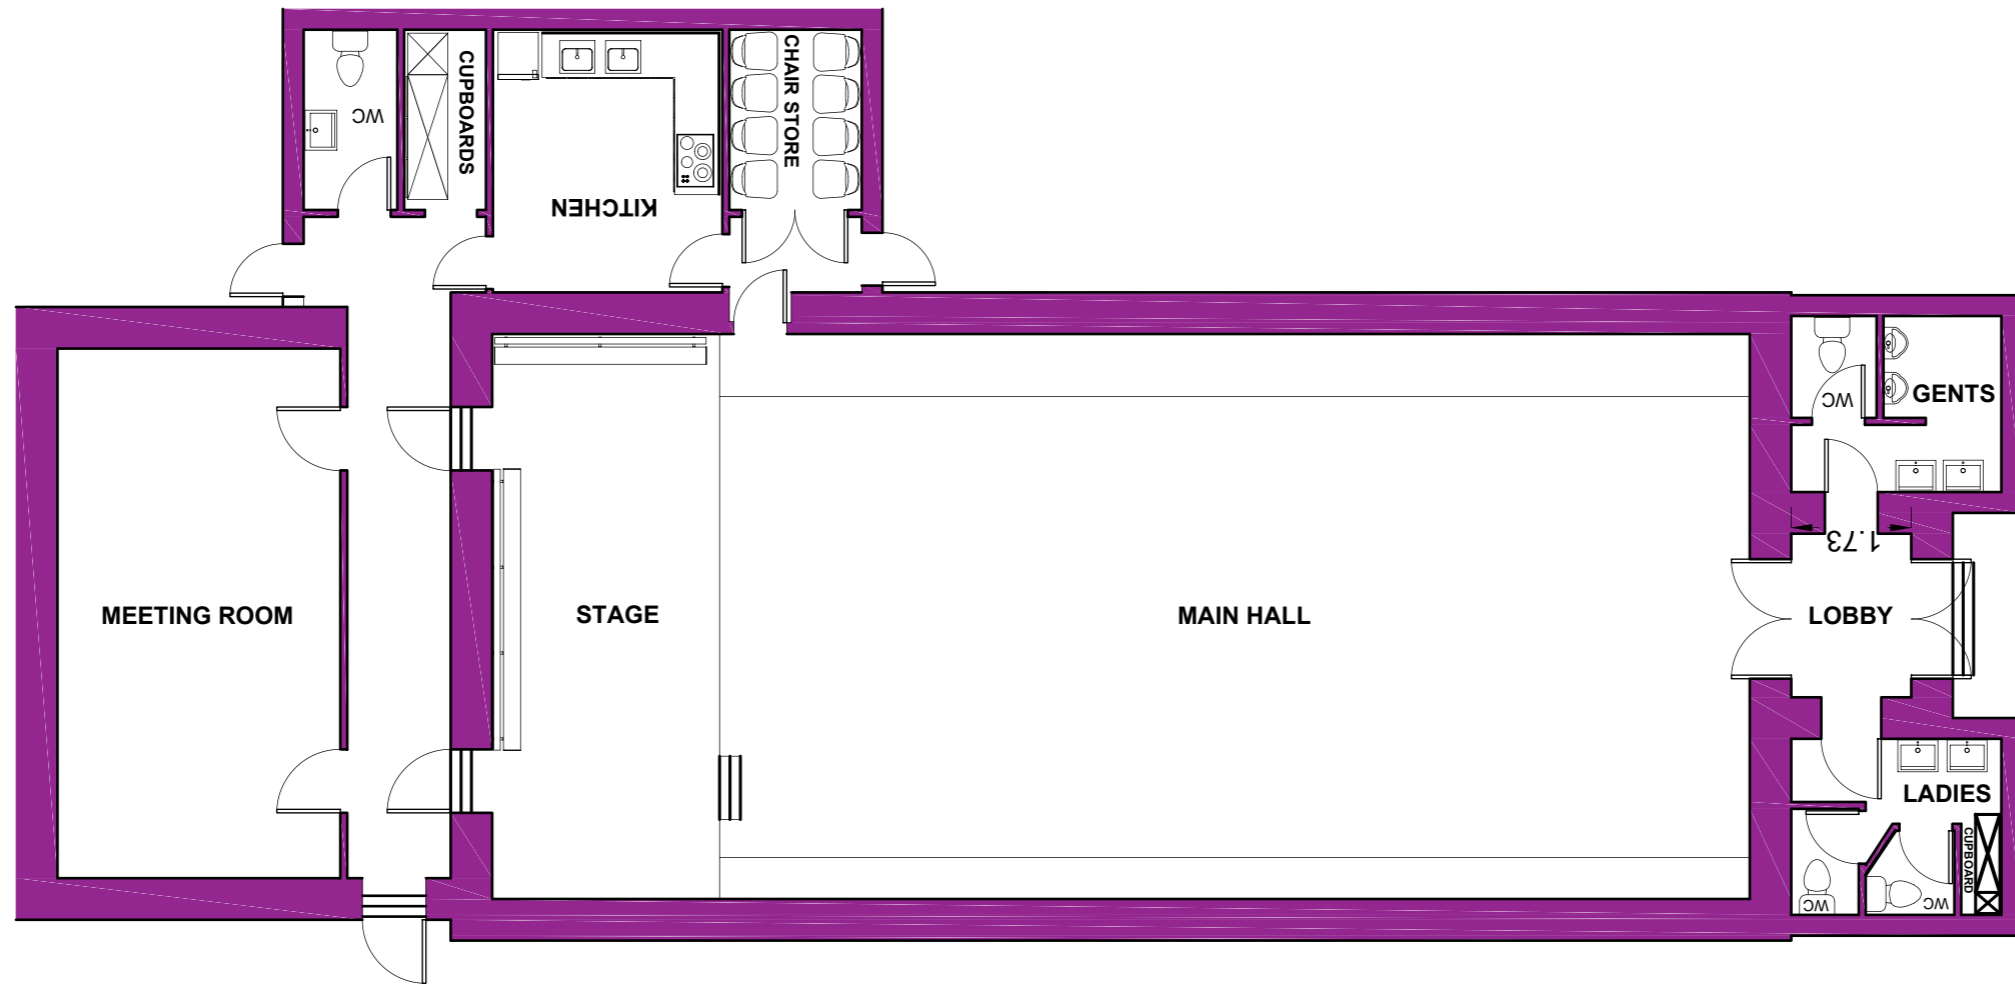 WC
CUPBOARDS
KITCHEN
CHAIR STORE
MEETING ROOM
STAGE
MAIN HALL
WC
GENTS
1.73
LOBBY
LADIES
CUPBOARD
WC
WC